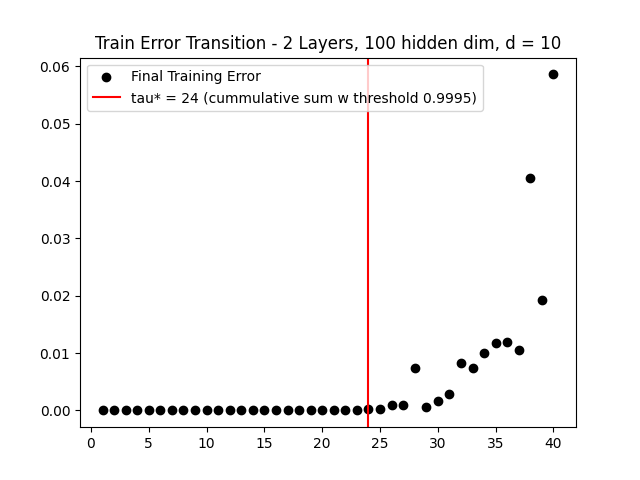 Train Error Transition - 2 Layers, 100 hidden dim, d = 10
Final Training Error
tau* = 24 (cummulative sum w threshold 0.9995)
0.06
0.05
0.04
0.03
0.02
0.01
0.00
0 5 10 15 20 25 30 35 40